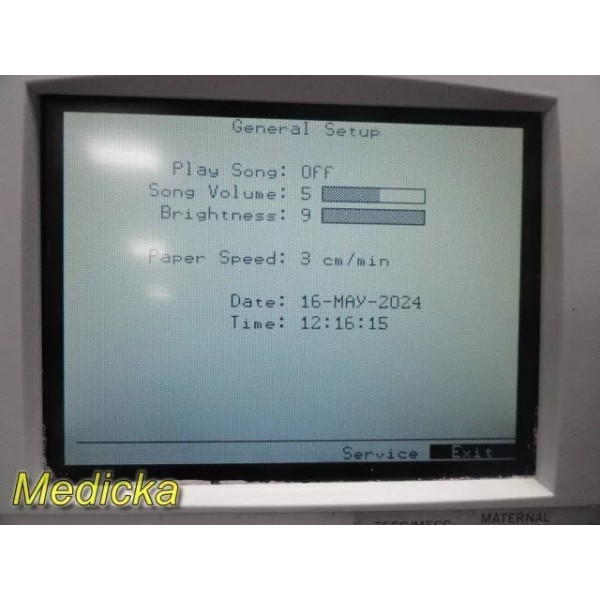 General Setup
Play Song: OFF
Song Volume: 5
Brightness: 9
Paper Speed: 3 cm/min
Date: 16-MAY-2024
Time: 12:16:15
Service Exit
Medicka
MATERNAL